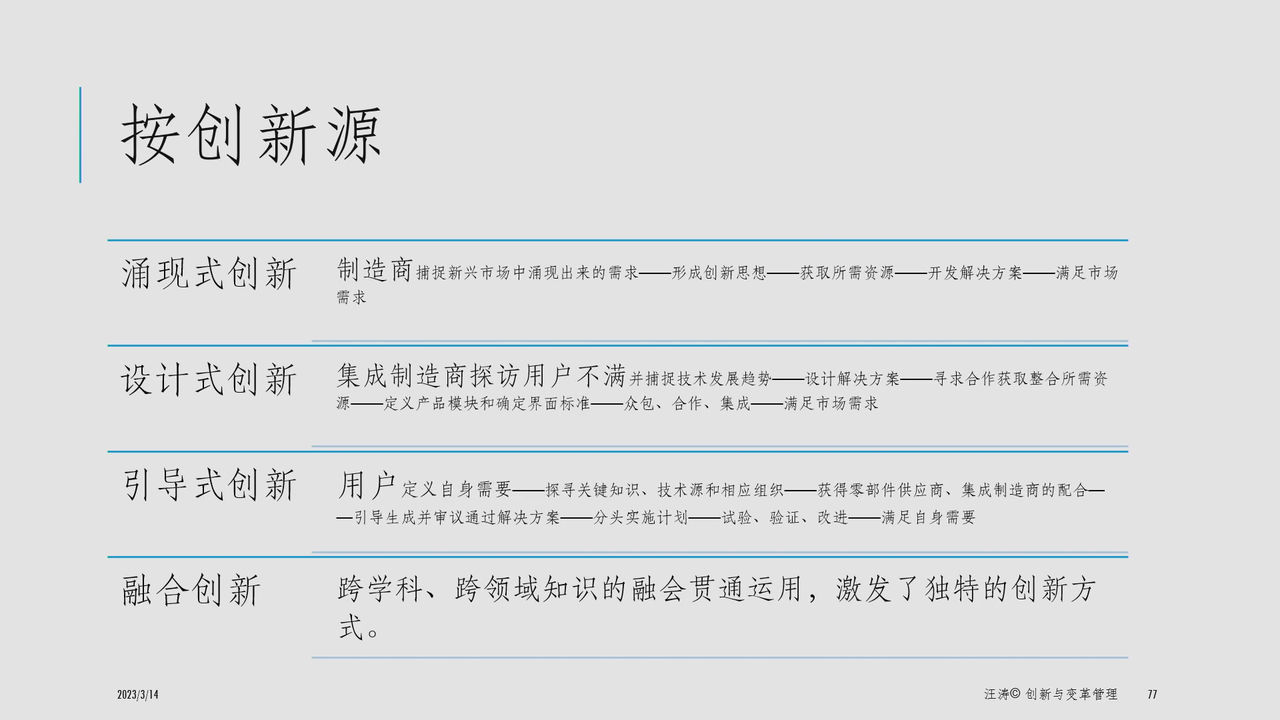 按创新源
涌现式创新
制造商捕捉新兴市场中涌现出来的需求——形成创新思想——获取所需资源——开发解决方案——满足市场
需求
设计式创新
集成制造商探访用户不满并捕捉技术发展趋势——设计解决方案——寻求合作获取整合所需资
源——定义产品模块和确定界面标准——众包、合作、集成——满足市场需求
引导式创新
用户定义自身需要——探寻关键知识、技术源和相应组织——获得零部件供应商、集成制造商的配合—
—引导生成并审议通过解决方案——分头实施计划——试验、验证、改进——满足自身需要
融合创新
跨学科、跨领域知识的融会贯通运用，激发了独特的创新方
式。
2023/3/14
汪涛© 创新与变革管理
77